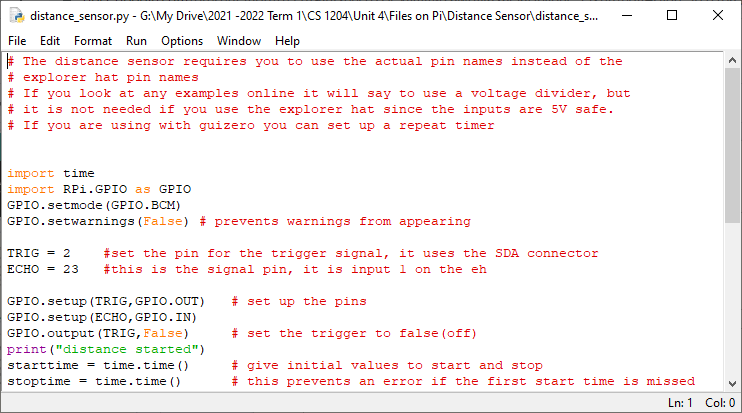 distance_sensor.py - G:\My Drive\2021 -2022 Term 1\CS 1204\Unit 4\Files on Pi\Distance Sensor\distance_s...
File Edit Format Run Options Window Help
# The distance sensor requires you to use the actual pin names instead of the
# explorer hat pin names
# If you look at any examples online it will say to use a voltage divider, but
# it is not needed if you use the explorer hat since the inputs are 5V safe.
# If you are using with guizero you can set up a repeat timer
import time
import RPi.GPIO as GPIO
GPIO.setmode(GPIO.BCM)
GPIO.setwarnings(False) # prevents warnings from appearing
TRIG = 2    #set the pin for the trigger signal, it uses the SDA connector
ECHO = 23   #this is the signal pin, it is input 1 on the eh
GPIO.setup(TRIG,GPIO.OUT)   # set up the pins
GPIO.setup(ECHO,GPIO.IN)
GPIO.output(TRIG,False)     # set the trigger to false(off)
print("distance started")
starttime = time.time()     # give initial values to start and stop
stoptime = time.time()      # this prevents an error if the first start time is missed
Ln: 1 Col: 0